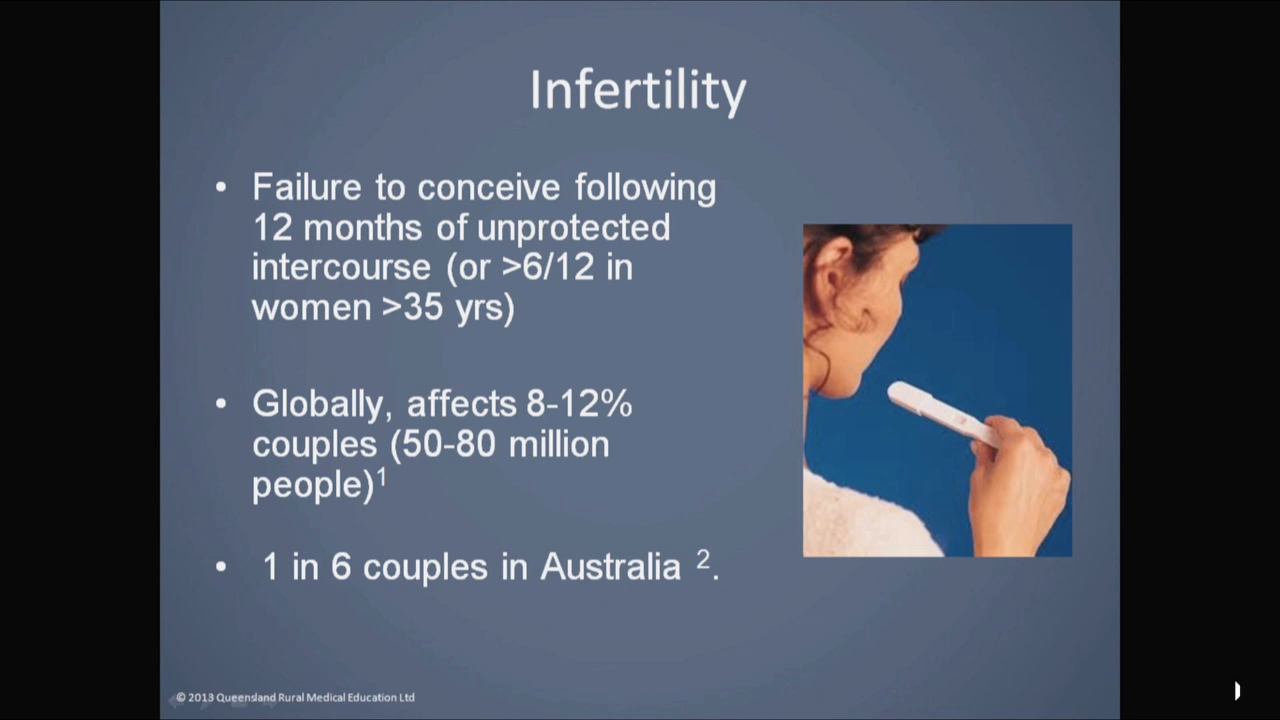 Infertility
• Failure to conceive following
12 months of unprotected
intercourse (or >6/12 in
women >35 yrs)
• Globally, affects 8-12%
couples (50-80 million
people)¹
• 1 in 6 couples in Australia ².
© 2013 Queensland Rural Medical Education Ltd